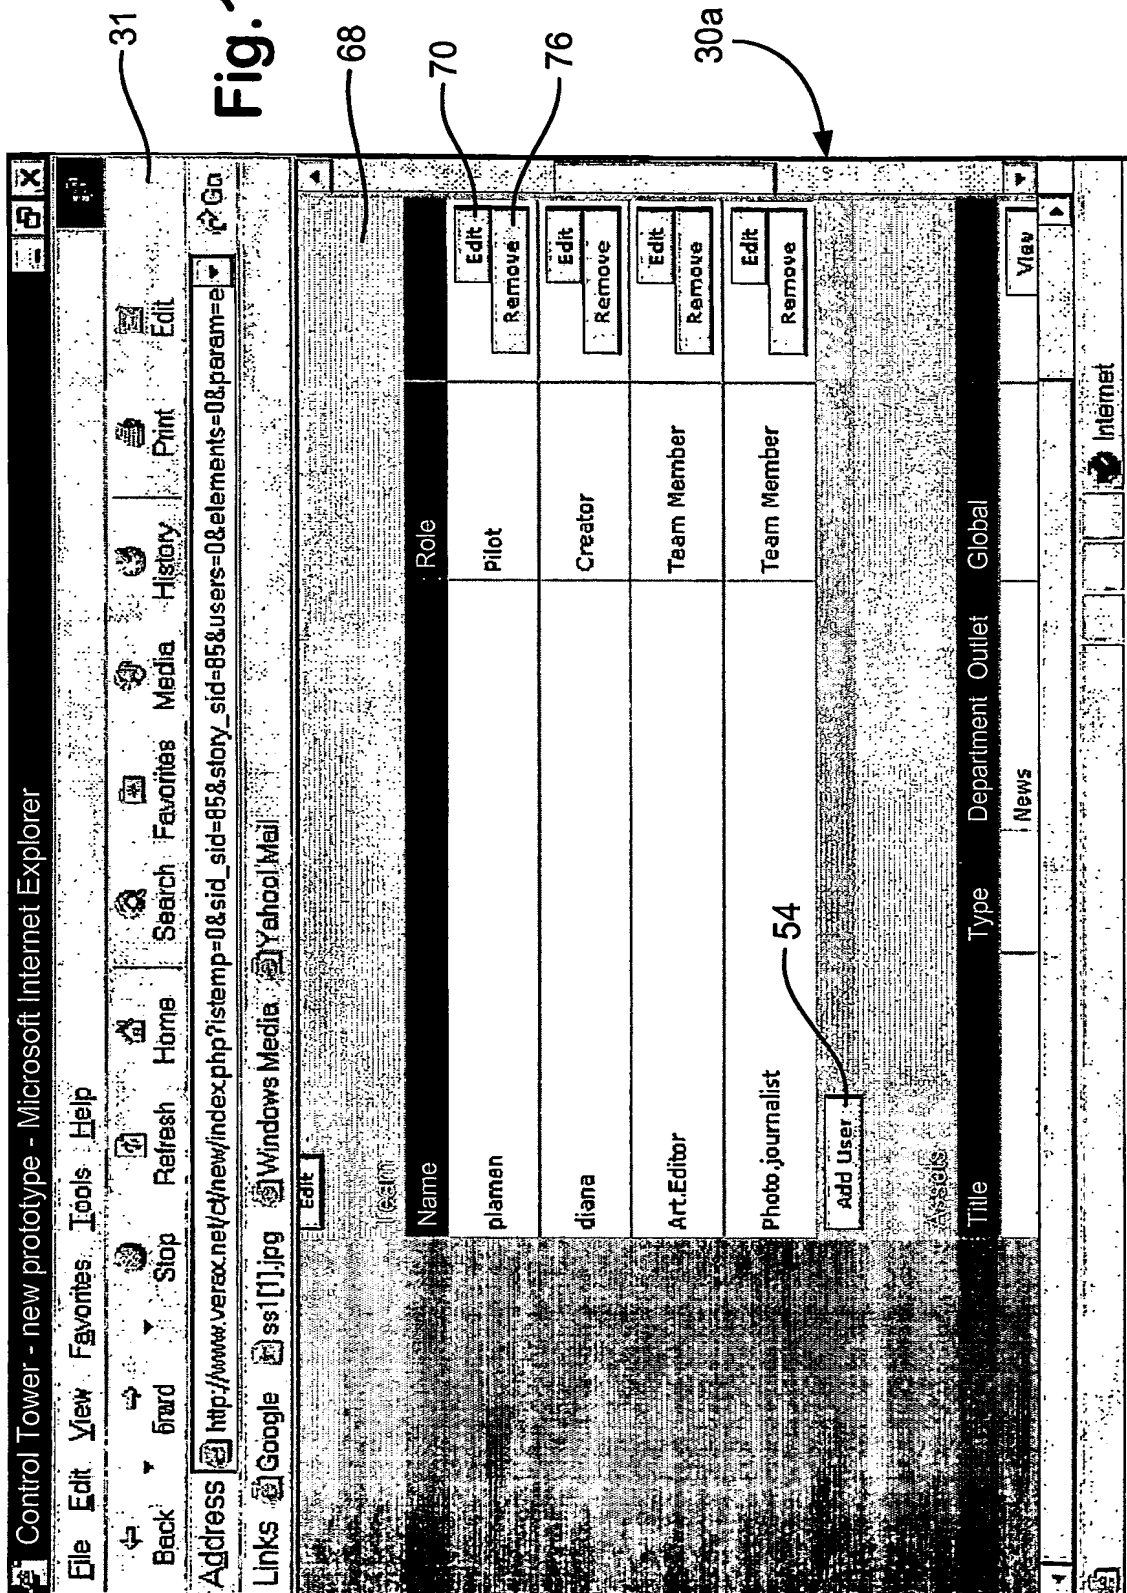 Control Tower - new prototype - Microsoft Internet Explorer
File Edit View Favorites Tools Help
Back Stop Refresh Home Search Favorites Media History Print Edit
31
Address http://www.verax.net/ct/new/index.php?istemp=0&sid_sid=85&story_sid=85&users=0&elements=0&param=e Go
Fig.
Links Google ss1[1].jpg Windows Media Yahoo! Mail
Edit
68
Team
Name Role
70
plamen pilot Edit
Remove
76
diana Creator Edit
Remove
Art.Editor Team Member Edit
Remove
30a
Photo.journalist Team Member Edit
Remove
54
Add User
Assets
Title Type Department Outlet Global
News View
Internet